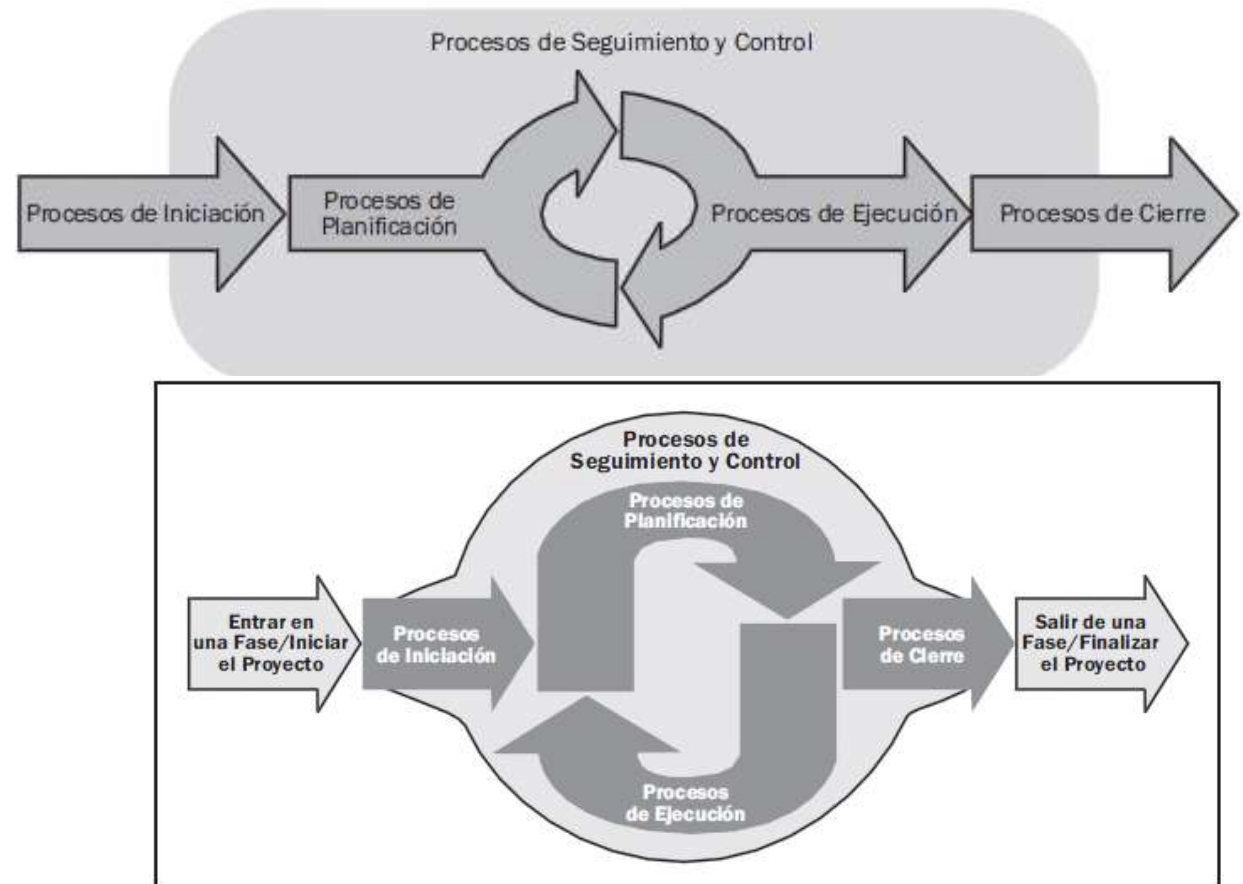 Procesos de Seguimiento y Control
Procesos de Iniciación
Procesos de
Planificación
Procesos de Ejecución
Procesos de Cierre
Procesos de
Seguimiento y Control
Procesos de
Planificación
Entrar en
una Fase/Iniciar
el Proyecto
Procesos
de Iniciación
Procesos
de Cierre
Salir de una
Fase/Finalizar
el Proyecto
Procesos
de Ejecución